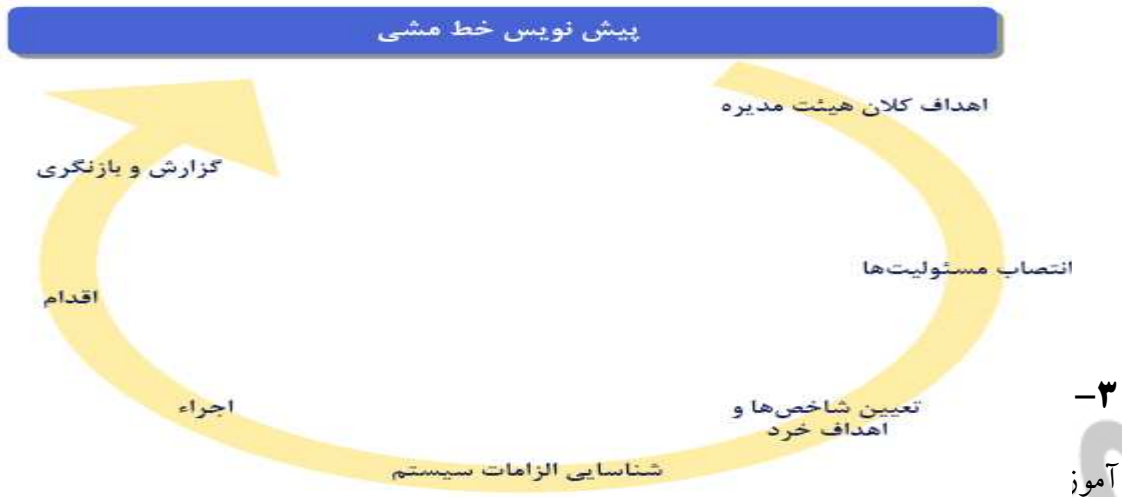 پیش نویس خط مشی
اهداف کلان هیئت مدیره
انتصاب مسئولیت‌ها
تعیین شاخص‌ها و
اهداف خرد
شناسایی الزامات سیستم
اجراء
اقدام
گزارش و بازنگری
۳-